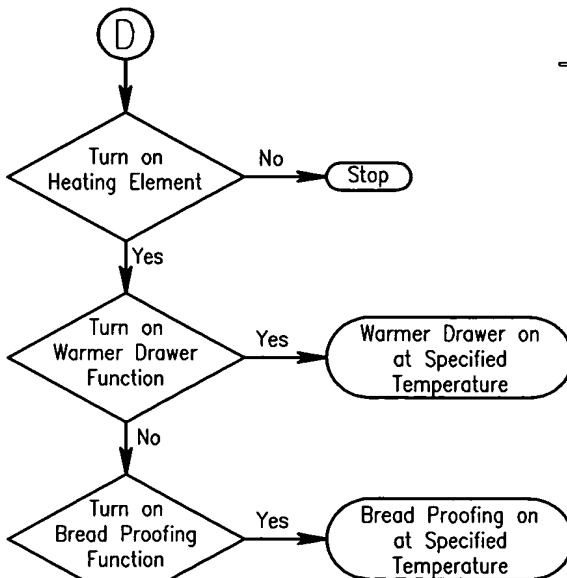 D
Turn on
Heating Element
No
Stop
Yes
Turn on
Warmer Drawer
Function
Yes
Warmer Drawer on
at Specified
Temperature
No
Turn on
Bread Proofing
Function
Yes
Bread Proofing on
at Specified
Temperature